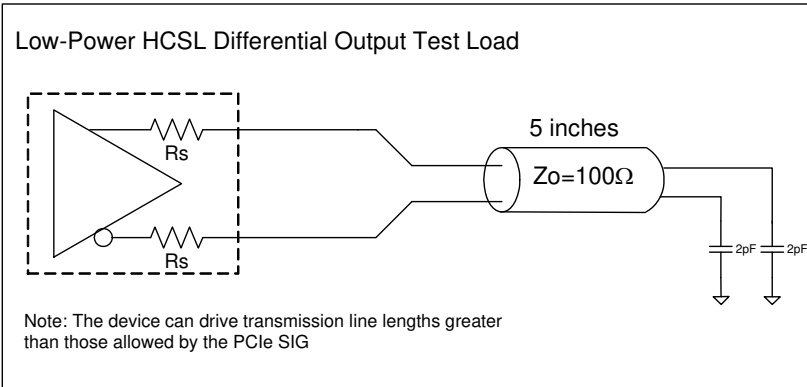 Low-Power HCSL Differential Output Test Load
Rs
5 inches
Zo=100Ω
Rs
2pF 2pF
Note: The device can drive transmission line lengths greater
than those allowed by the PCIe SIG